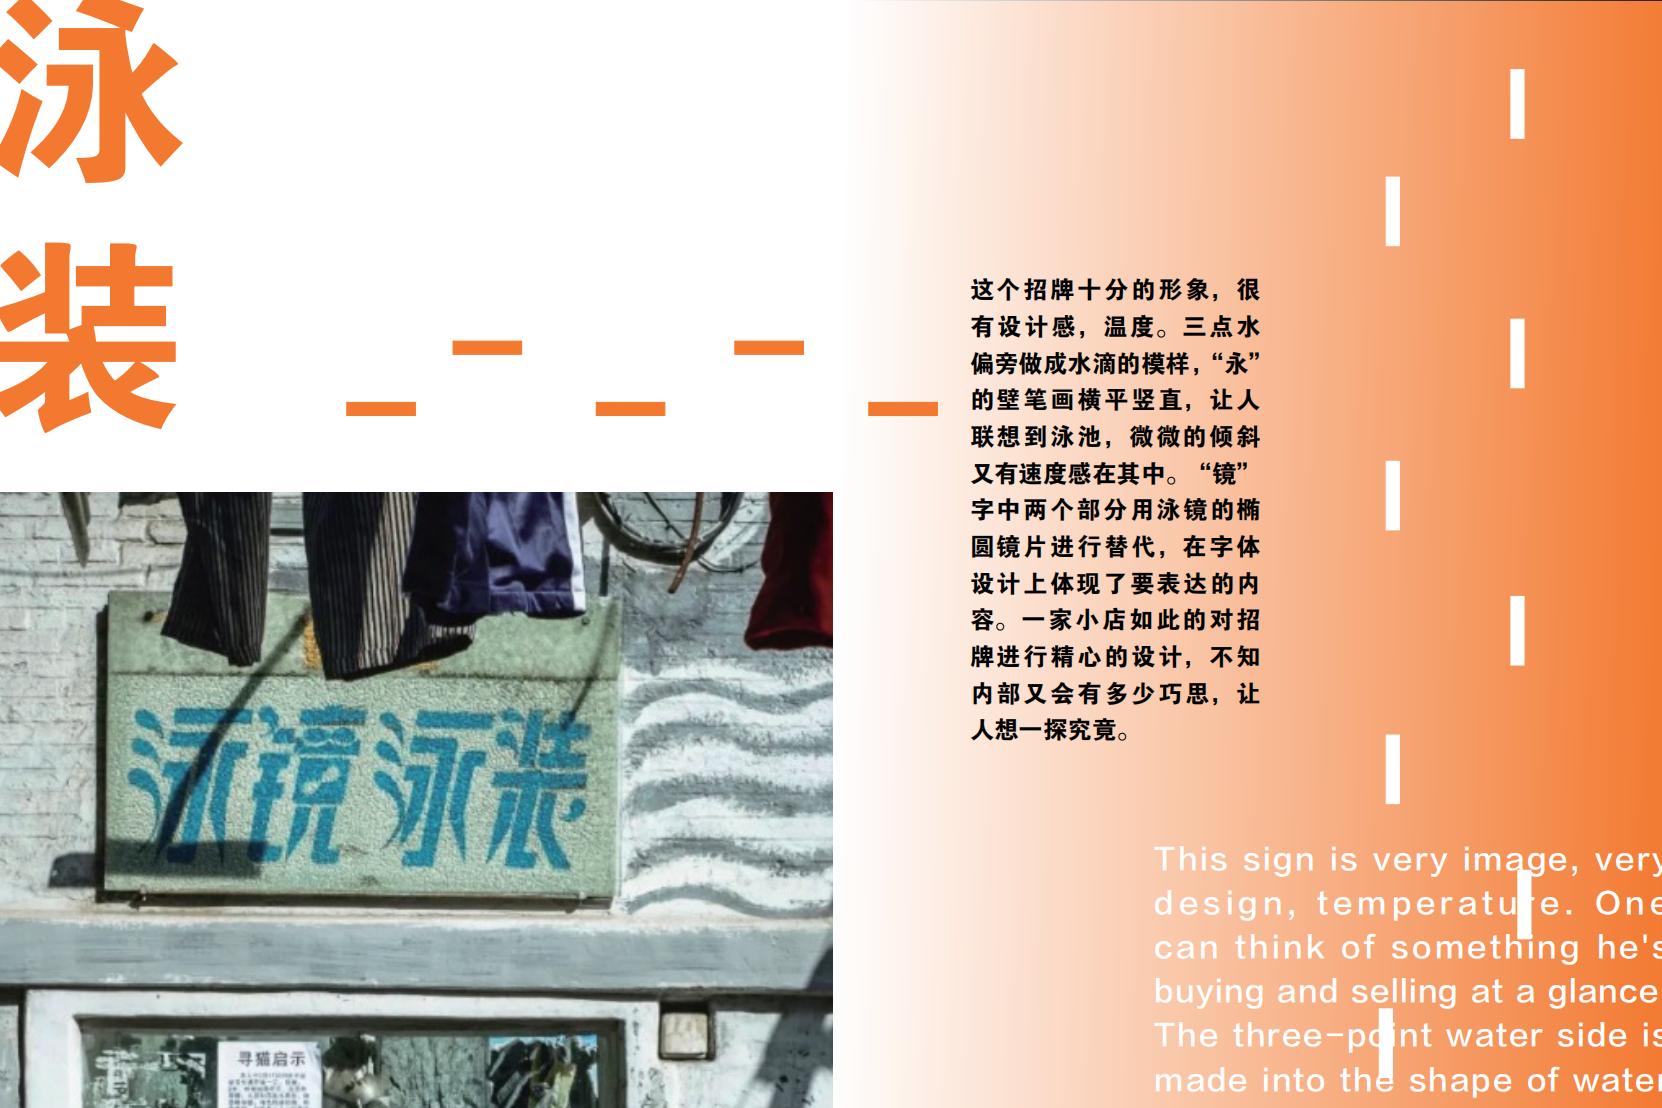 泳
装
泳镜泳装
寻猫启示
这个招牌十分的形象，很
有设计感，温度。三点水
偏旁做成水滴的模样，“永”
的壁笔画横平竖直，让人
联想到泳池，微微的倾斜
又有速度感在其中。“镜”
字中两个部分用泳镜的椭
圆镜片进行替代，在字体
设计上体现了要表达的内
容。一家小店如此的对招
牌进行精心的设计，不知
内部又会有多少巧思，让
人想一探究竟。
This sign is very image, very
design, temperature. One
can think of something he's
buying and selling at a glance
The three-point water side is
made into the shape of water